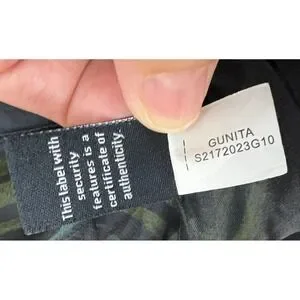 This label with
security
features is a
certificate of
authenticity.
GUNITA
S2172023G10